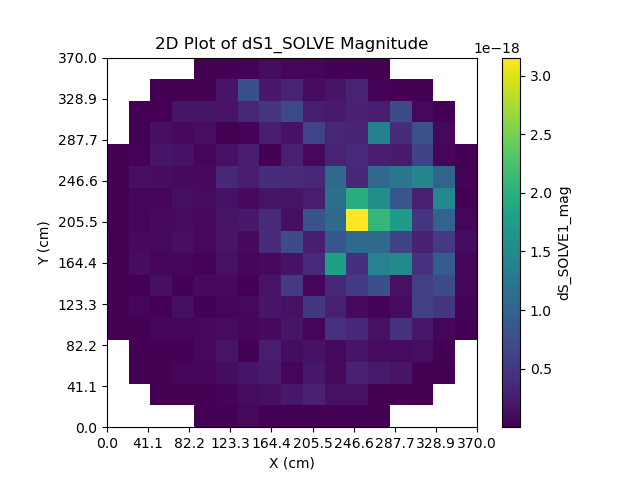 2D Plot of dS1_SOLVE Magnitude
1e−18
370.0
328.9
287.7
246.6
205.5
164.4
123.3
82.2
41.1
0.0
Y (cm)
0.0 41.1 82.2 123.3 164.4 205.5 246.6 287.7 328.9 370.0
X (cm)
3.0
2.5
2.0
1.5
1.0
0.5
dS_SOLVE1_mag